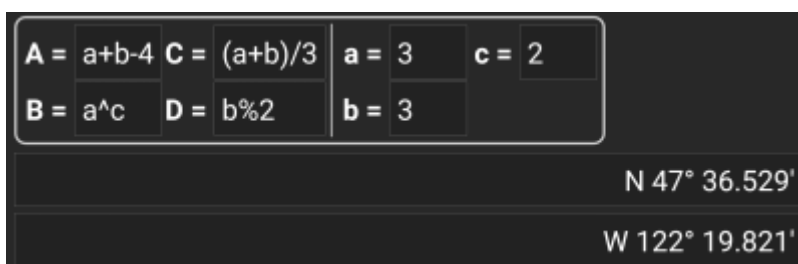 A = a+b-4 C = (a+b)/3 a = 3 c = 2
B = a^c D = b%2 b = 3
N 47° 36.529'
W 122° 19.821'